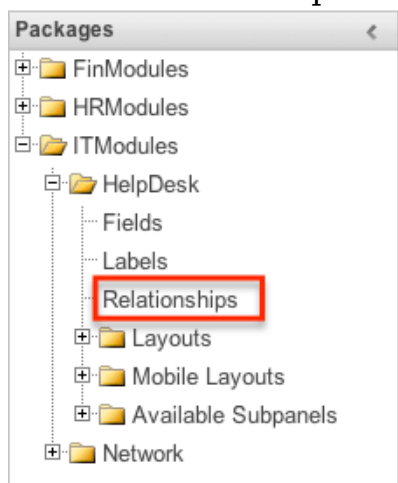 Packages
FinModules
HRModules
ITModules
HelpDesk
Fields
Labels
Relationships
Layouts
Mobile Layouts
Available Subpanels
Network